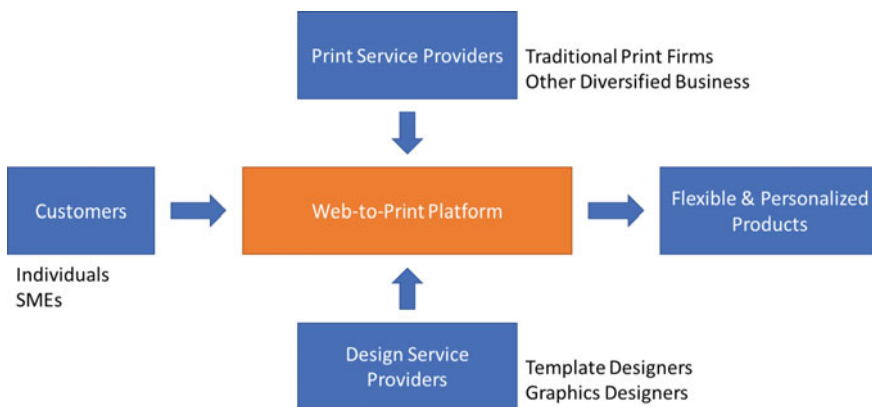 Print Service Providers
Traditional Print Firms
Other Diversified Business
Customers
Individuals
SMEs
Web-to-Print Platform
Flexible & Personalized
Products
Design Service
Providers
Template Designers
Graphics Designers